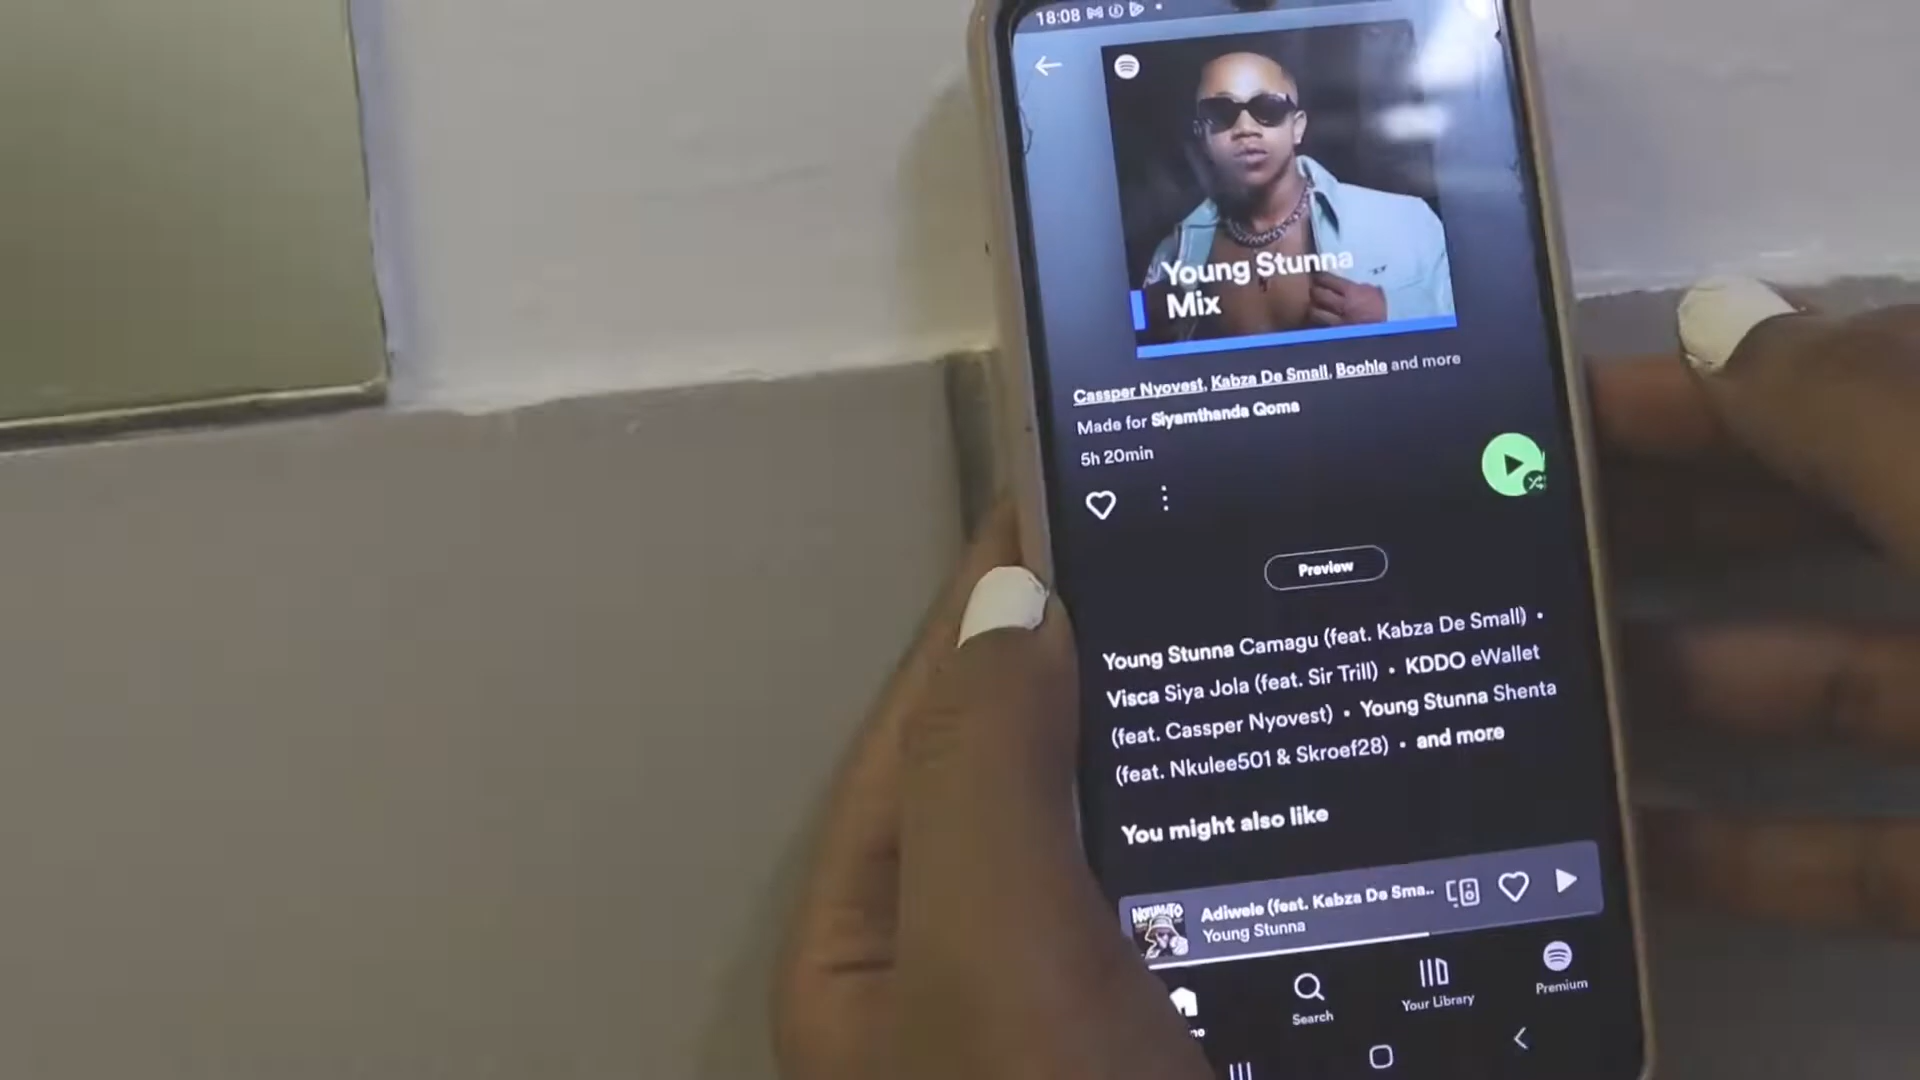 18:08
Young Stunna
Mix
Cassper Nyovest, Kabza De Small, Boohle and more
Made for Siyamthanda Qoma
5h 20min
Preview
Young Stunna Camagu (feat. Kabza De Small) •
Visca Siya Jola (feat. Sir Trill) • KDDO eWallet
(feat. Cassper Nyovest) • Young Stunna Shenta
(feat. Nkulee501 & Skroef28) • and more
You might also like
Adiwele (feat. Kabza De Sma..
Young Stunna
Search
Your Library
Premium